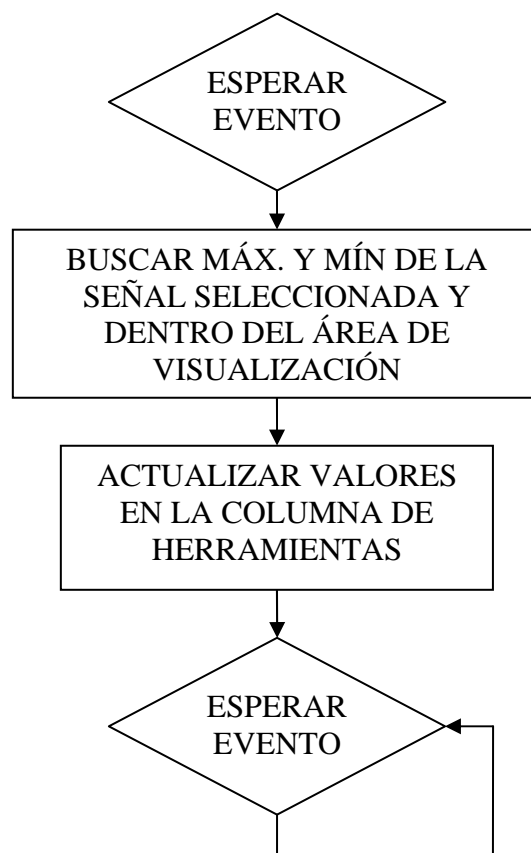 ESPERAR
EVENTO
BUSCAR MÁX. Y MÍN DE LA
SEÑAL SELECCIONADA Y
DENTRO DEL ÁREA DE
VISUALIZACIÓN
ACTUALIZAR VALORES
EN LA COLUMNA DE
HERRAMIENTAS
ESPERAR
EVENTO